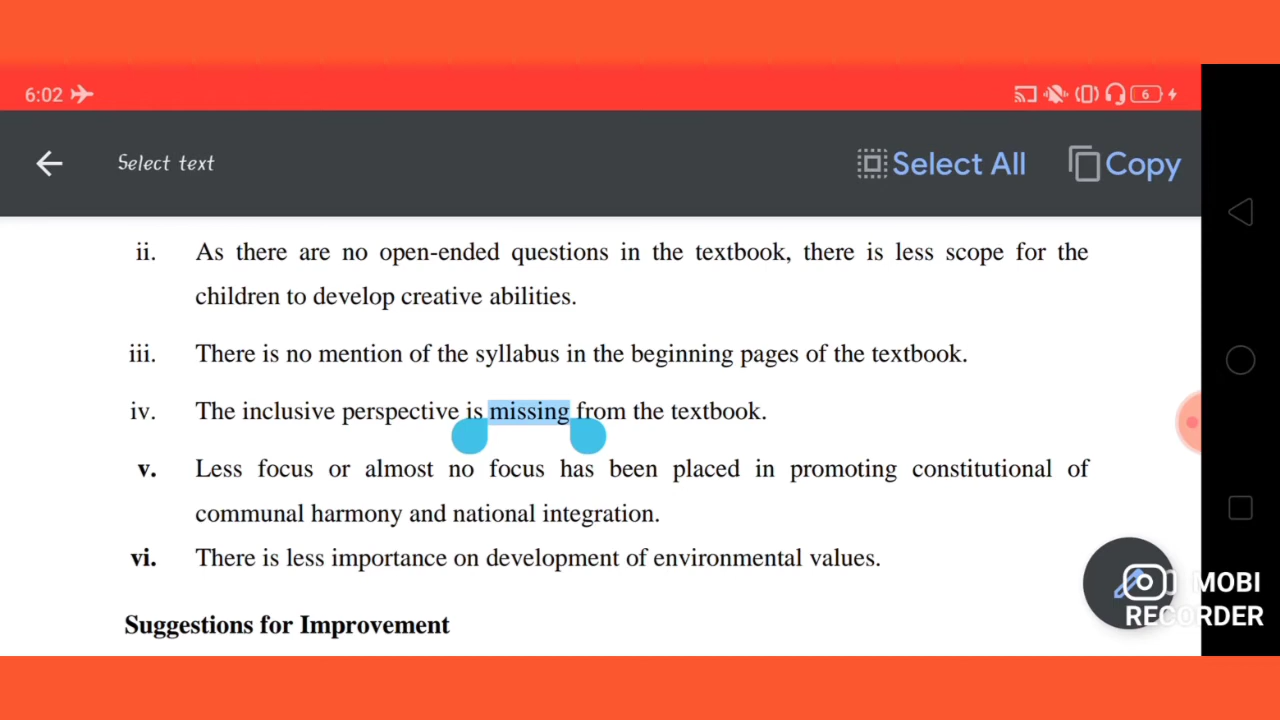 6:02
6
Select text
Select All
Copy
ii. As there are no open-ended questions in the textbook, there is less scope for the
children to develop creative abilities.
iii. There is no mention of the syllabus in the beginning pages of the textbook.
iv. The inclusive perspective is missing from the textbook.
v. Less focus or almost no focus has been placed in promoting constitutional of
communal harmony and national integration.
vi. There is less importance on development of environmental values.
Suggestions for Improvement
MOBI
RECORDER